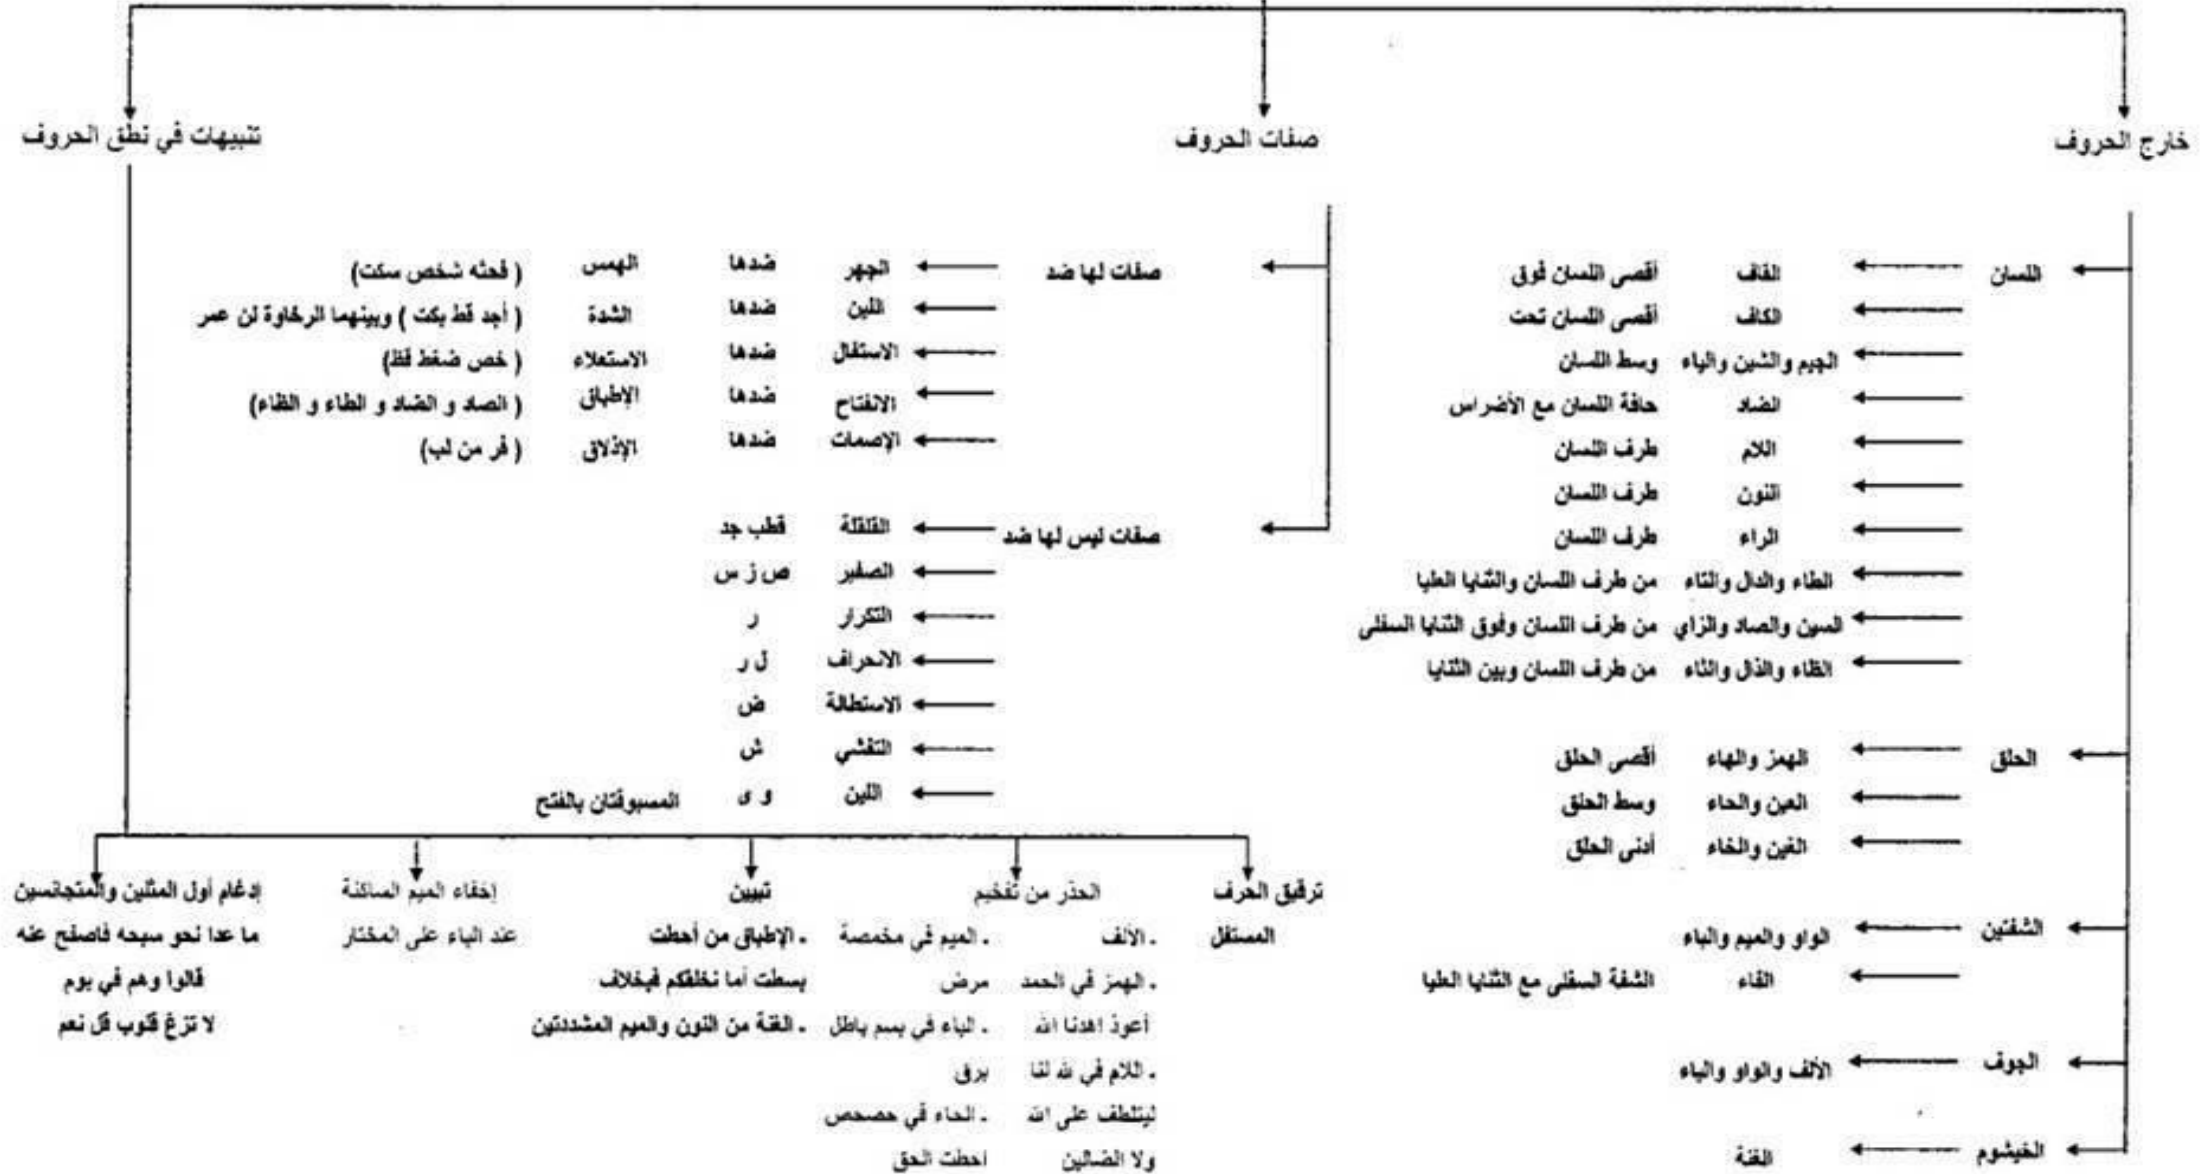 خارج الحروف
صفات الحروف
تنبيهات في نطق الحروف
اللسان
القاف أقصى اللسان فوق
الكاف أقصى اللسان تحت
الجيم والشين والياء وسط اللسان
الضاد حافة اللسان مع الأضراس
اللام طرف اللسان
النون طرف اللسان
الراء طرف اللسان
الطاء والدال والتاء من طرف اللسان والثنايا العليا
السين والصاد والزاي من طرف اللسان وفوق الثنايا السفلى
الظاء والذال والثاء من طرف اللسان وبين الثنايا
الحلق
الهمز والهاء أقصى الحلق
العين والحاء وسط الحلق
الغين والخاء أدنى الحلق
الشفتين
الواو والميم والباء
الفاء الشفة السفلى مع الثنايا العليا
الجوف
الألف والواو والياء
الخيشوم
الغنة
صفات لها ضد
الجهر ضدها الهمس ( فحثه شخص سكت)
اللين ضدها الشدة ( أجد قط بكت ) وبينهما الرخاوة لن عمر
الاستفال ضدها الاستعلاء ( خص ضغط قظ)
الانفتاح ضدها الإطباق ( الصاد و الضاد و الطاء و الظاء)
الإصمات ضدها الإذلاق ( فر من لب)
صفات ليس لها ضد
القلقلة قطب جد
الصفير ص ز س
التكرار ر
الانحراف ل ر
الاستطالة ض
التفشي ش
اللين و ى المسبوقتان بالفتح
ترقيق الحرف
المستفل
الحذر من تفخيم
. الألف
. الهمز في الحمد
أعوذ اهدنا الله
. اللام في لله لنا
ليتلطف على الله
ولا الضالين
. الميم في مخمصة
مرض
. الباء في بسم باطل
برق
. الحاء في حصحص
احطت الحق
تبيين
. الإطباق من أحطت
بسطت أما نخلقكم فبخلاف
. الغنة من النون والميم المشددتين
إخفاء الميم الساكنة
عند الباء على المختار
إدغام أول المثلين والمتجانسين
ما عدا نحو سبحه فاصفح عنه
قالوا وهم في يوم
لا تزغ قلوب قل نعم